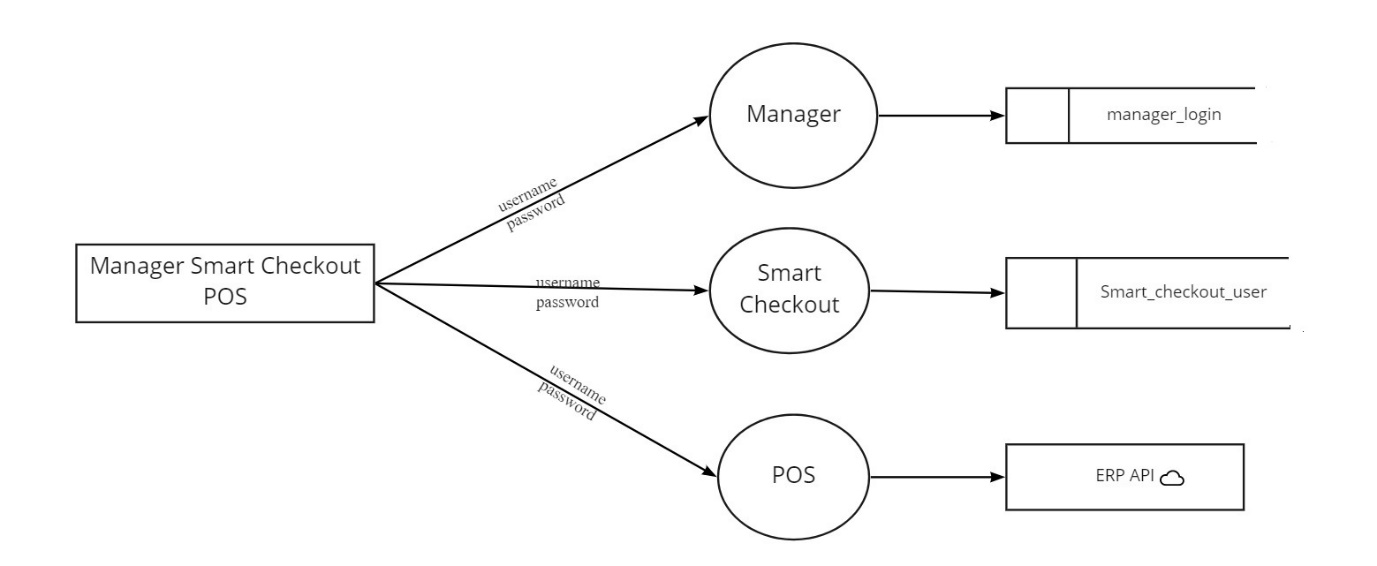 Manager Smart Checkout
POS
username
password
Manager
manager_login
username
password
Smart
Checkout
Smart_checkout_user
username
password
POS
ERP API